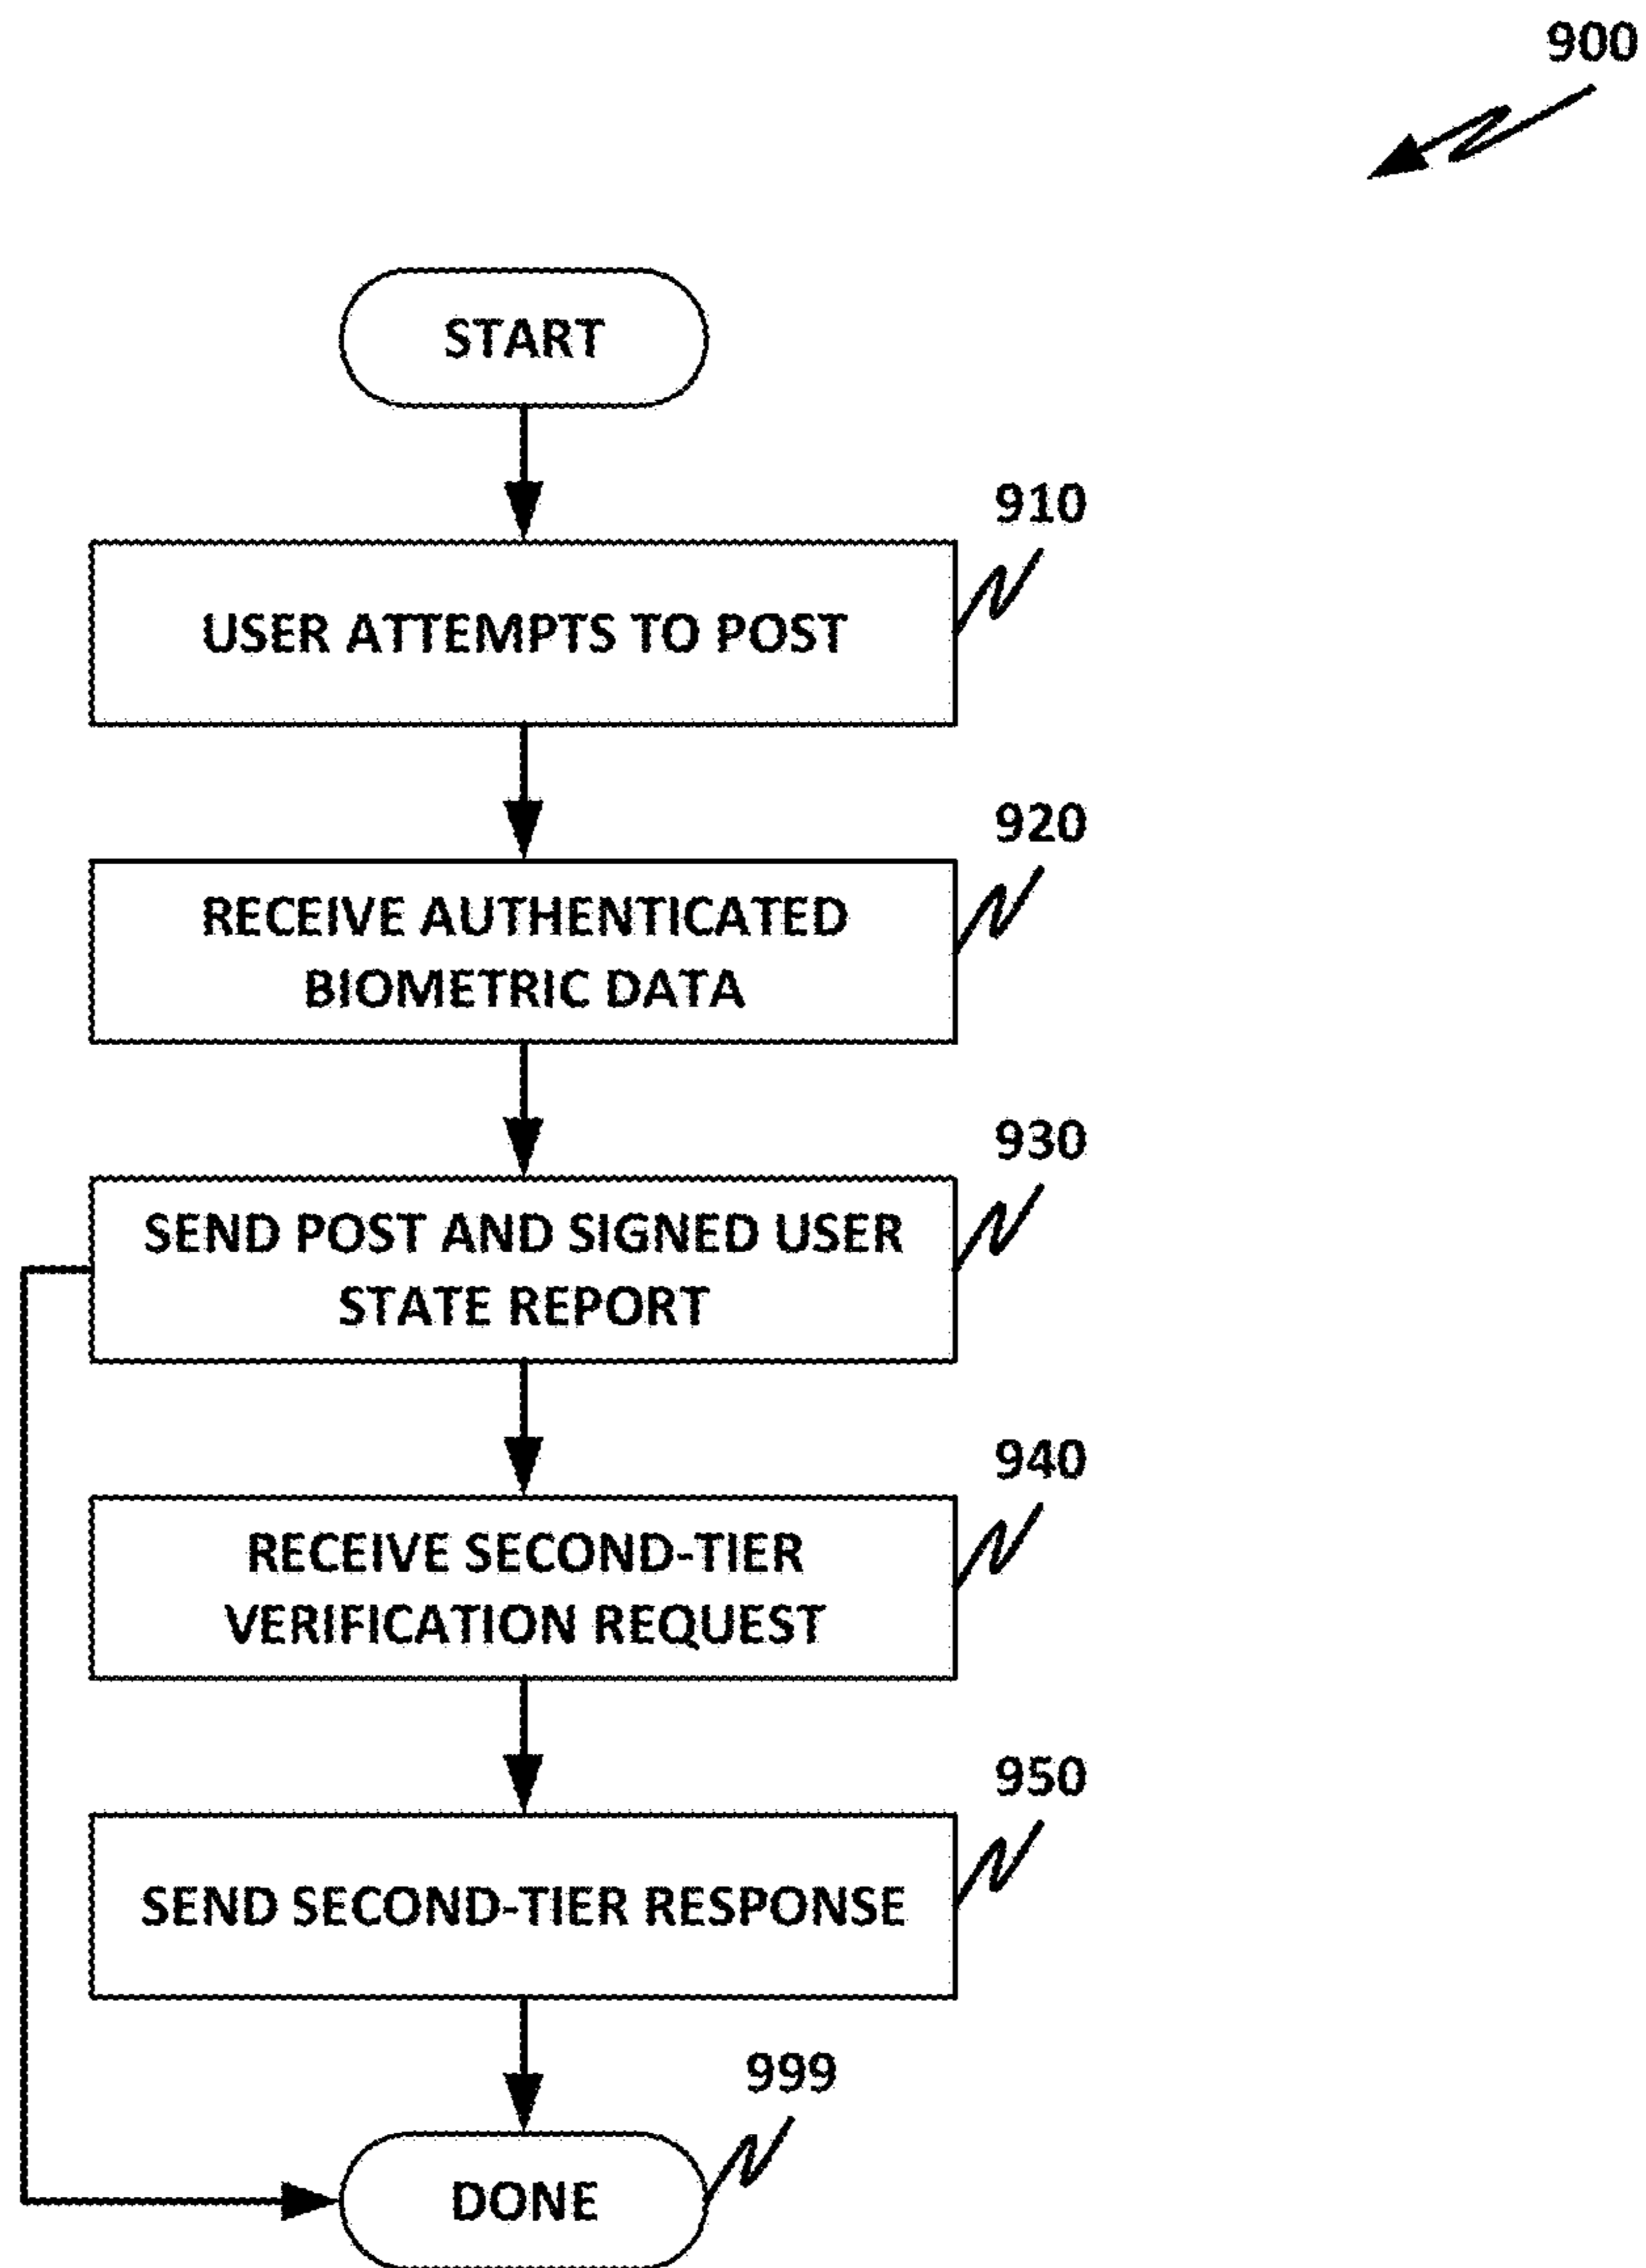 900
START
910
USER ATTEMPTS TO POST
920
RECEIVE AUTHENTICATED
BIOMETRIC DATA
930
SEND POST AND SIGNED USER
STATE REPORT
940
RECEIVE SECOND-TIER
VERIFICATION REQUEST
950
SEND SECOND-TIER RESPONSE
999
DONE